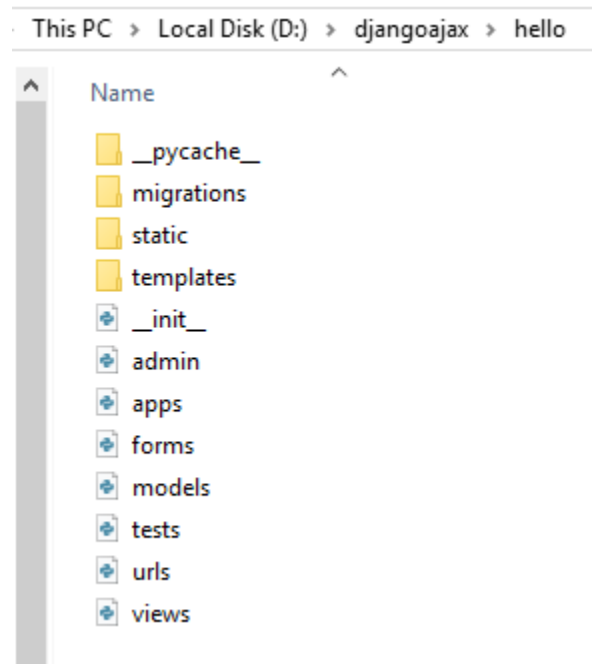 This PC > Local Disk (D:) > djangoajax > hello
Name
__pycache__
migrations
static
templates
__init__
admin
apps
forms
models
tests
urls
views